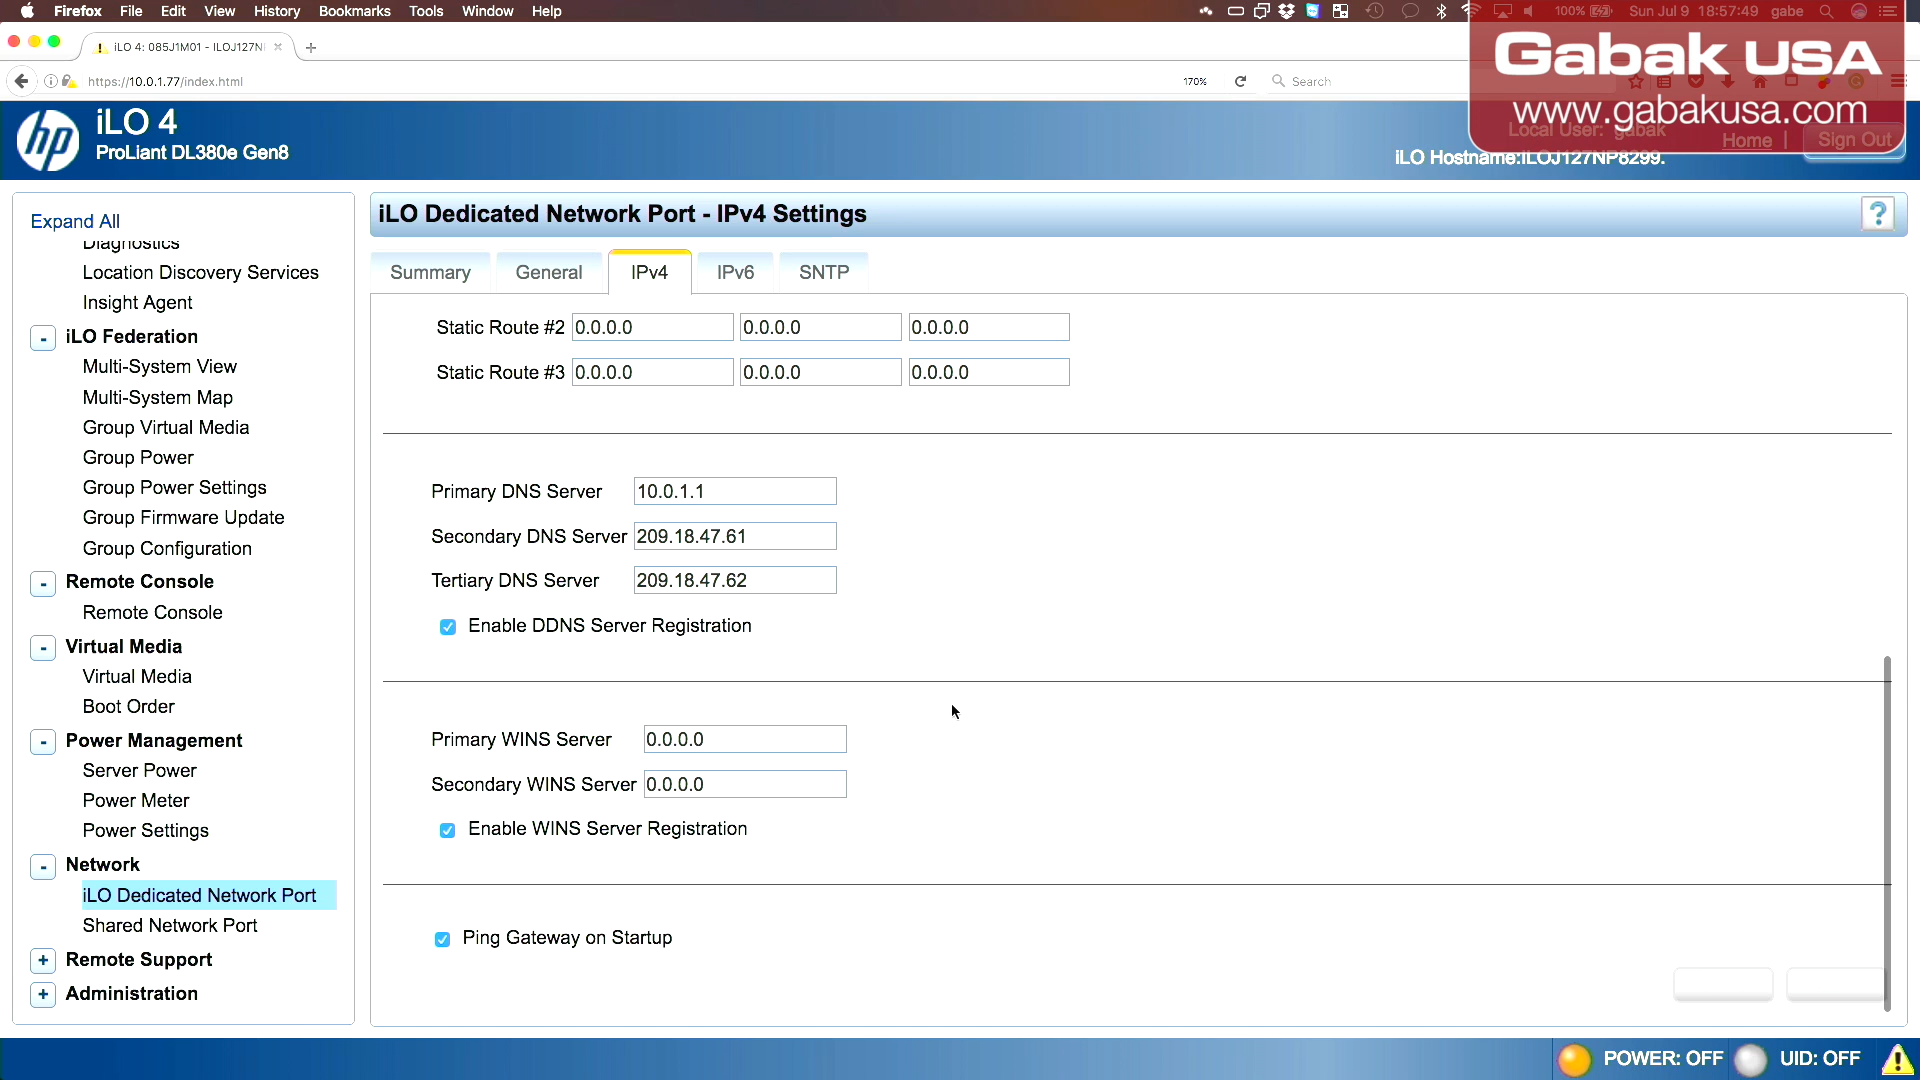 Firefox File Edit View History Bookmarks Tools Window Help
100% Sun Jul 9 18:57:49 gabe
iLO 4: 085J1M01 - ILOJ127N
https://10.0.1.77/index.html
170%
Search
Gabak USA
www.gabakusa.com
hp
iLO 4
ProLiant DL380e Gen8
Local User: gabak
iLO Hostname:ILOJ127NP8299.
Home | Sign Out
Expand All
Diagnostics
Location Discovery Services
Insight Agent
- iLO Federation
Multi-System View
Multi-System Map
Group Virtual Media
Group Power
Group Power Settings
Group Firmware Update
Group Configuration
- Remote Console
Remote Console
- Virtual Media
Virtual Media
Boot Order
- Power Management
Server Power
Power Meter
Power Settings
- Network
iLO Dedicated Network Port
Shared Network Port
+ Remote Support
+ Administration
iLO Dedicated Network Port - IPv4 Settings
?
Summary General IPv4 IPv6 SNTP
Static Route #2 0.0.0.0 0.0.0.0 0.0.0.0
Static Route #3 0.0.0.0 0.0.0.0 0.0.0.0
Primary DNS Server 10.0.1.1
Secondary DNS Server 209.18.47.61
Tertiary DNS Server 209.18.47.62
Enable DDNS Server Registration
Primary WINS Server 0.0.0.0
Secondary WINS Server 0.0.0.0
Enable WINS Server Registration
Ping Gateway on Startup
POWER: OFF UID: OFF